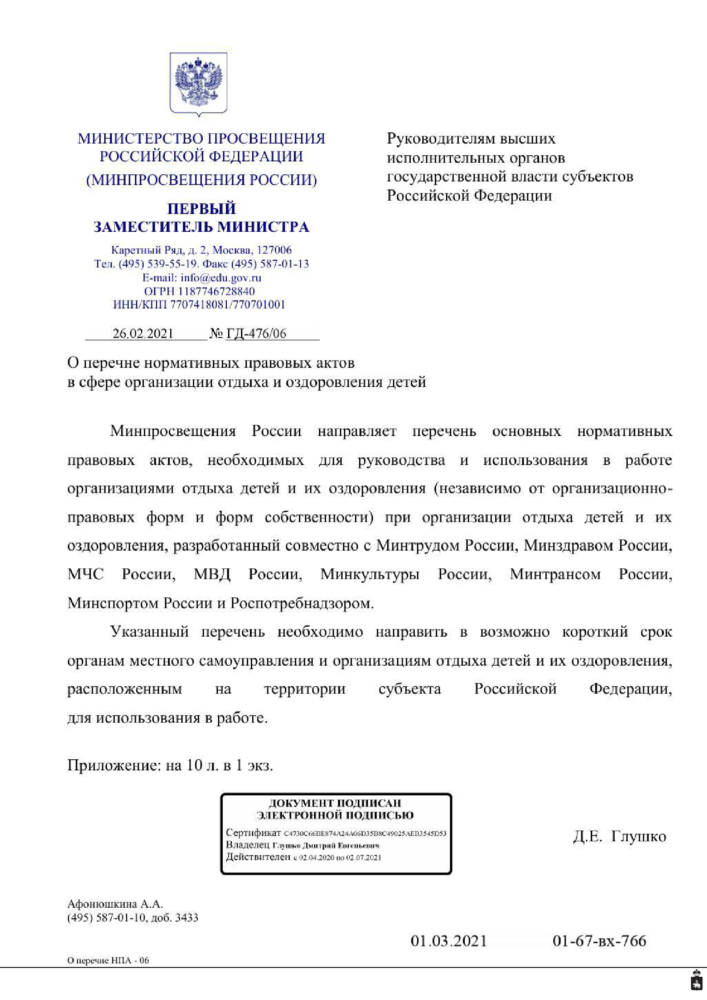 МИНИСТЕРСТВО ПРОСВЕЩЕНИЯ
РОССИЙСКОЙ ФЕДЕРАЦИИ
(МИНПРОСВЕЩЕНИЯ РОССИИ)
ПЕРВЫЙ
ЗАМЕСТИТЕЛЬ МИНИСТРА
Каретный Ряд, д. 2, Москва, 127006
Тел. (495) 539-55-19. Факс (495) 587-01-13
E-mail: info@edu.gov.ru
ОГРН 1187746728840
ИНН/КПП 7707418081/770701001
26.02.2021 № ГД-476/06
Руководителям высших
исполнительных органов
государственной власти субъектов
Российской Федерации
О перечне нормативных правовых актов
в сфере организации отдыха и оздоровления детей
Минпросвещения России направляет перечень основных нормативных
правовых актов, необходимых для руководства и использования в работе
организациями отдыха детей и их оздоровления (независимо от организационно-
правовых форм и форм собственности) при организации отдыха детей и их
оздоровления, разработанный совместно с Минтрудом России, Минздравом России,
МЧС России, МВД России, Минкультуры России, Минтрансом России,
Минспортом России и Роспотребнадзором.
Указанный перечень необходимо направить в возможно короткий срок
органам местного самоуправления и организациям отдыха детей и их оздоровления,
расположенным на территории субъекта Российской Федерации,
для использования в работе.
Приложение: на 10 л. в 1 экз.
ДОКУМЕНТ ПОДПИСАН
ЭЛЕКТРОННОЙ ПОДПИСЬЮ
Сертификат C4730C66BE874A24A06D35B8C49025AEB3545D53
Владелец Глушко Дмитрий Евгеньевич
Действителен с 02.04.2020 по 02.07.2021
Д.Е. Глушко
Афонюшкина А.А.
(495) 587-01-10, доб. 3433
01.03.2021 01-67-вх-766
О перечне НПА - 06